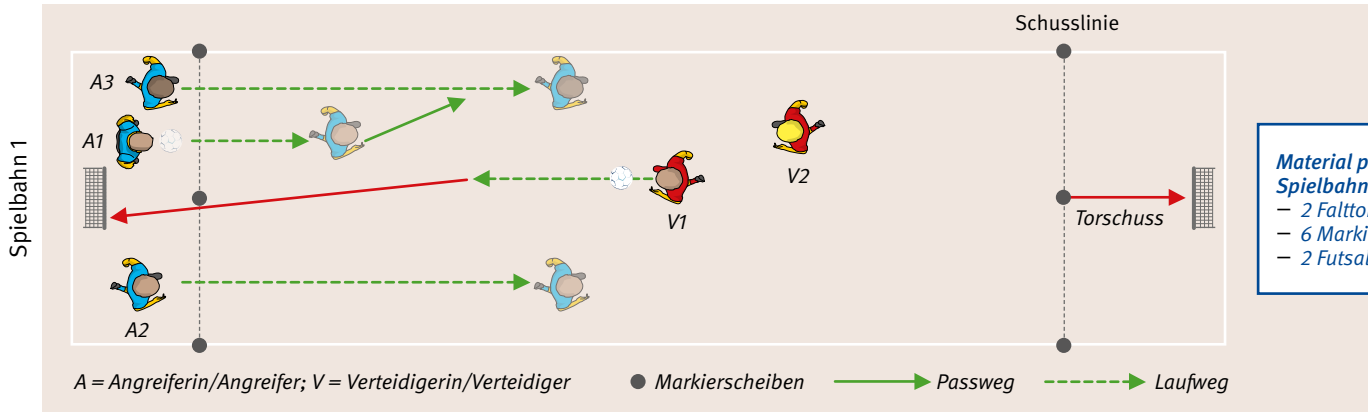 Schusslinie
Spielbahn 1
A3
A1
A2
V1
V2
Torschuss
Material p
Spielbahn
– 2 Faltto
– 6 Marki
– 2 Futsal
A = Angreiferin/Angreifer; V = Verteidigerin/Verteidiger
Markierscheiben
Passweg
Laufweg